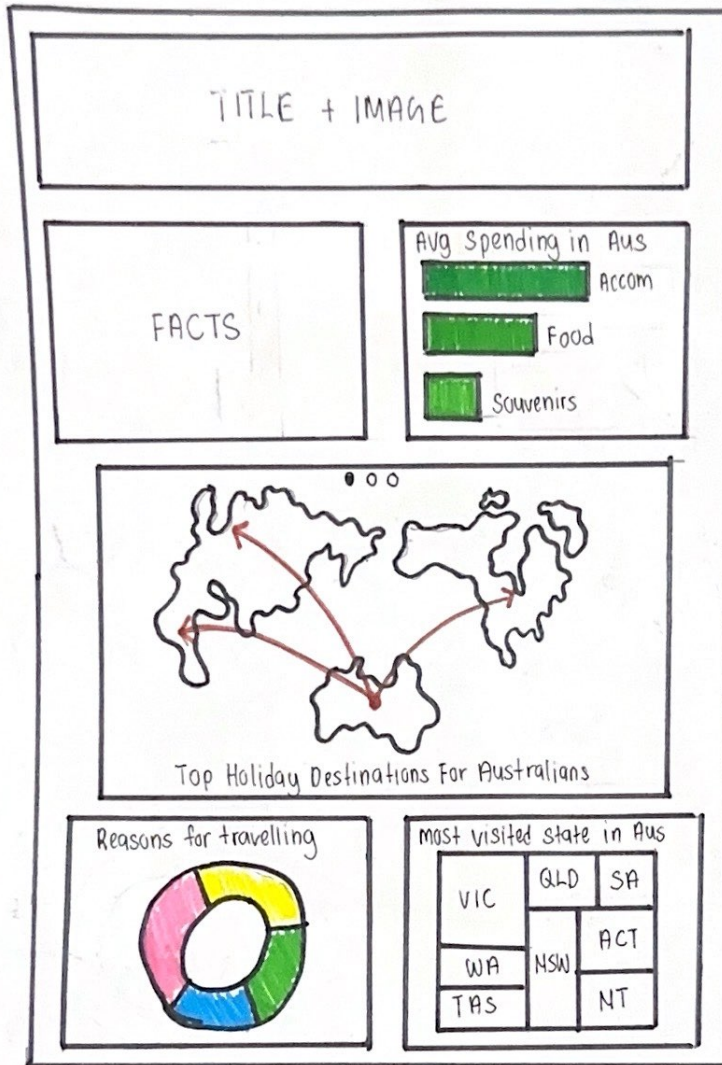 TITLE + IMAGE
FACTS
Avg Spending in Aus
Accom
Food
Souvenirs
Top Holiday Destinations For Australians
Reasons for travelling
Most visited state in Aus
VIC
QLD
SA
WA
NSW
ACT
TAS
NT